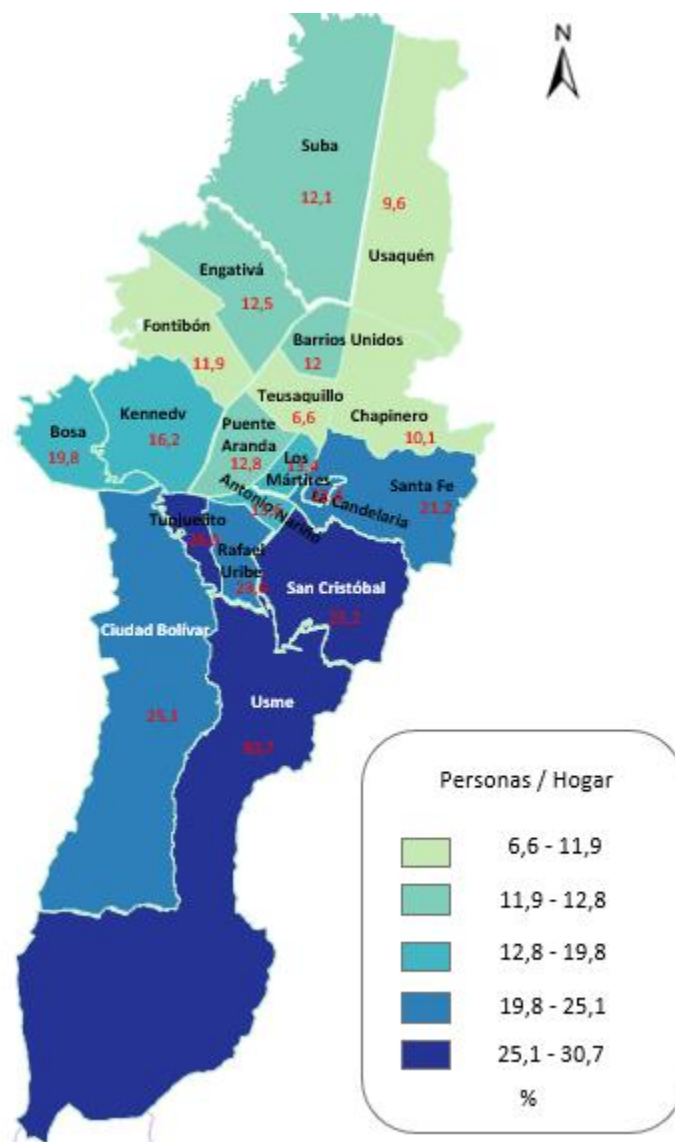 N
Suba
12,1
9,6
Usaquén
Engativá
12,5
Fontibón
11,9
Barrios Unidos
12
Teusaquillo
6,6
Chapinero
10,1
Kennedy
16,2
Bosa
19,8
Puente
Aranda
12,8
Los
Mártires
Santa Fe
21,2
La Candelaria
Antonio Nariño
Tunjuelito
Rafael
Uribe
San Cristóbal
Ciudad Bolívar
25,1
Usme
Personas / Hogar
6,6 - 11,9
11,9 - 12,8
12,8 - 19,8
19,8 - 25,1
25,1 - 30,7
%